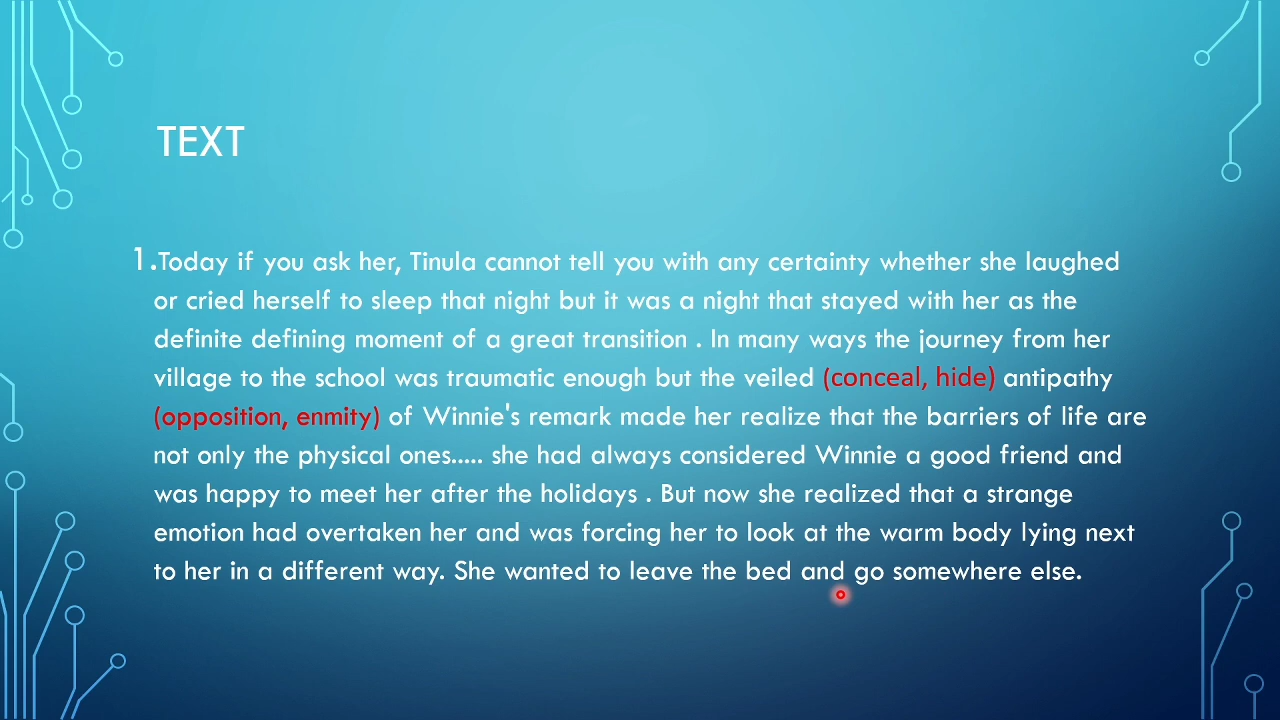 TEXT
1.Today if you ask her, Tinula cannot tell you with any certainty whether she laughed
or cried herself to sleep that night but it was a night that stayed with her as the
definite defining moment of a great transition . In many ways the journey from her
village to the school was traumatic enough but the veiled (conceal, hide) antipathy
(opposition, enmity) of Winnie's remark made her realize that the barriers of life are
not only the physical ones..... she had always considered Winnie a good friend and
was happy to meet her after the holidays . But now she realized that a strange
emotion had overtaken her and was forcing her to look at the warm body lying next
to her in a different way. She wanted to leave the bed and go somewhere else.